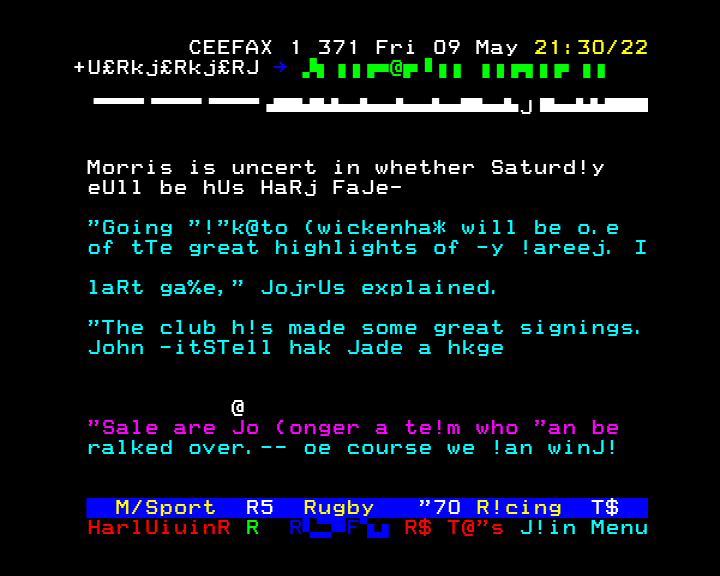 CEEFAX 1 371 Fri 09 May 21:30/22
+U£Rkj£Rkj£RJ → @
J
Morris is uncert in whether Saturd!y
eUll be hUs HaRj FaJe-
"Going "!"k@to (wickenha* will be o.e
of tTe great highlights of -y !areej. I
laRt ga%e," JojrUs explained.
"The club h!s made some great signings.
John -itSTell hak Jade a hkge
@
"Sale are Jo (onger a te!m who "an be
ralked over.-- oe course we !an winJ!
M/Sport R5 Rugby "70 R!cing T$
HarlUiuinR R R F R$ T@"s J!in Menu